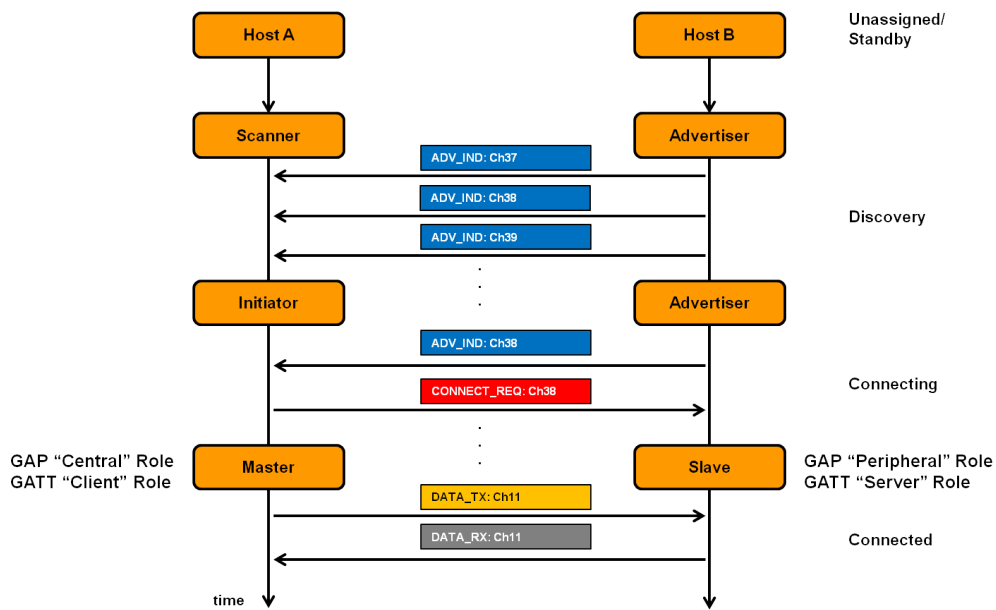 Host A
Host B
Unassigned/
Standby
Scanner
Advertiser
ADV_IND: Ch37
ADV_IND: Ch38
Discovery
ADV_IND: Ch39
Initiator
Advertiser
ADV_IND: Ch38
CONNECT_REQ: Ch38
Connecting
GAP “Central” Role
GATT “Client” Role
Master
Slave
GAP “Peripheral” Role
GATT “Server” Role
DATA_TX: Ch11
DATA_RX: Ch11
Connected
time